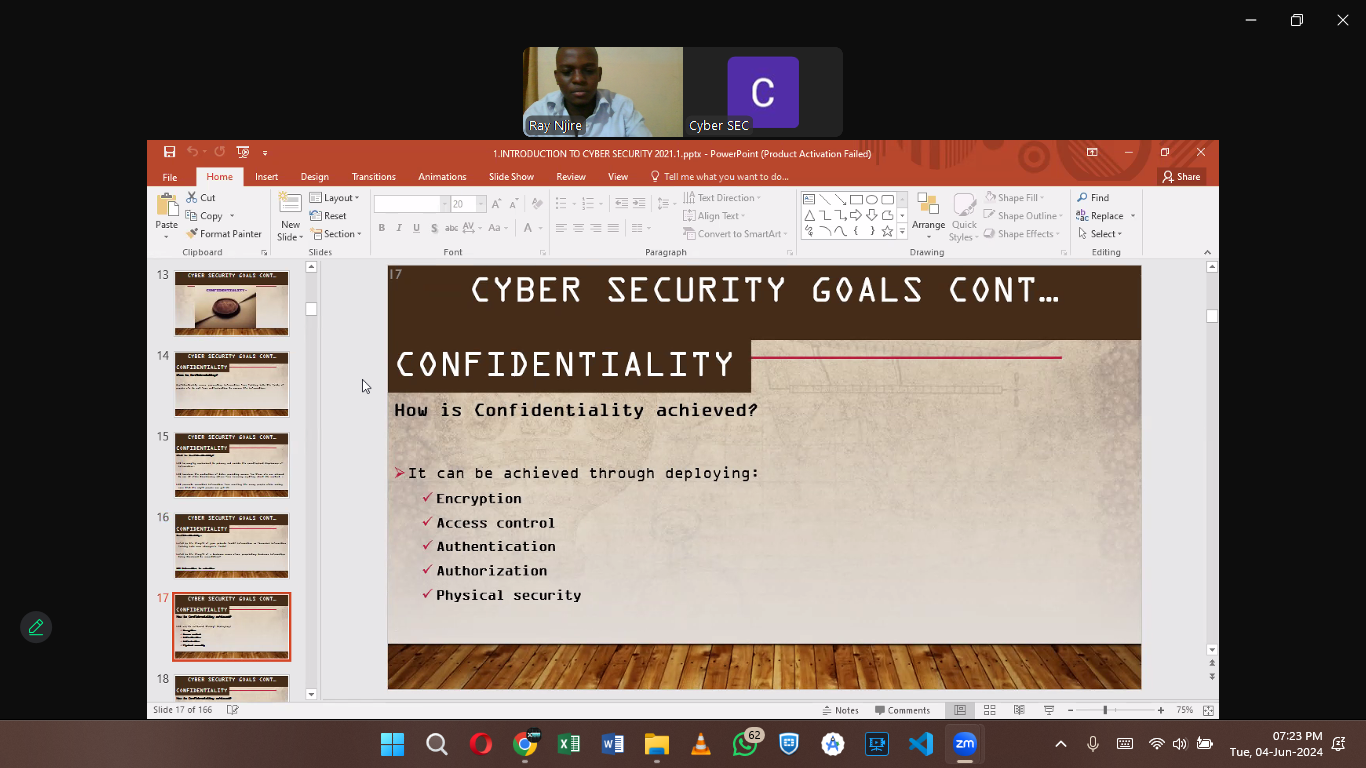 Ray Njire
C
Cyber SEC
1.INTRODUCTION TO CYBER SECURITY 2021.1.pptx - PowerPoint (Product Activation Failed)
File Home Insert Design Transitions Animations Slide Show Review View Tell me what you want to do... Share
Paste
Cut
Copy
Format Painter
Clipboard
New Slide
Layout
Reset
Section
Slides
20
B I U S abc AV Aa A
Font
Text Direction
Align Text
Convert to SmartArt
Paragraph
Arrange
Quick Styles
Shape Fill
Shape Outline
Shape Effects
Drawing
Find
Replace
Select
Editing
13
CYBER SECURITY GOALS CONT…
CONFIDENTIALITY
14
CYBER SECURITY GOALS CONT…
CONFIDENTIALITY
15
CYBER SECURITY GOALS CONT…
CONFIDENTIALITY
16
CYBER SECURITY GOALS CONT…
CONFIDENTIALITY
17
CYBER SECURITY GOALS CONT…
CONFIDENTIALITY
18
CYBER SECURITY GOALS CONT…
CONFIDENTIALITY
17
CYBER SECURITY GOALS CONT…
CONFIDENTIALITY
How is Confidentiality achieved?
It can be achieved through deploying:
Encryption
Access control
Authentication
Authorization
Physical security
Slide 17 of 166
Notes
Comments
75%
62
zm
07:23 PM
Tue, 04-Jun-2024